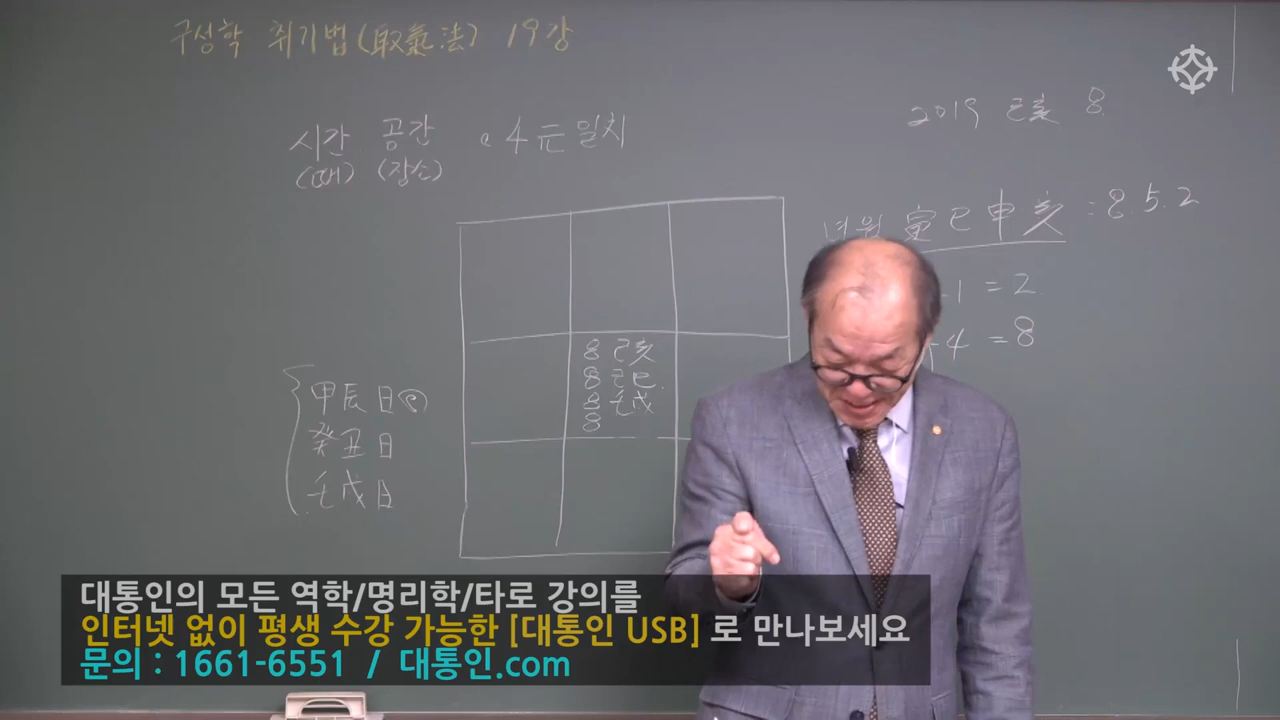 구성학 취기법(取氣法) 19강
2019 己亥 8
시간 공간 4元일치
(때) (장소)
년월 寅巳申亥 : 8.5.2
1 = 2
+4 = 8
8 己亥
8 己巳
8 壬戌
8
甲辰日
癸丑日
壬戌日
대통인의 모든 역학/명리학/타로 강의를
인터넷 없이 평생 수강 가능한 [대통인 USB] 로 만나보세요
문의 : 1661-6551 / 대통인.com